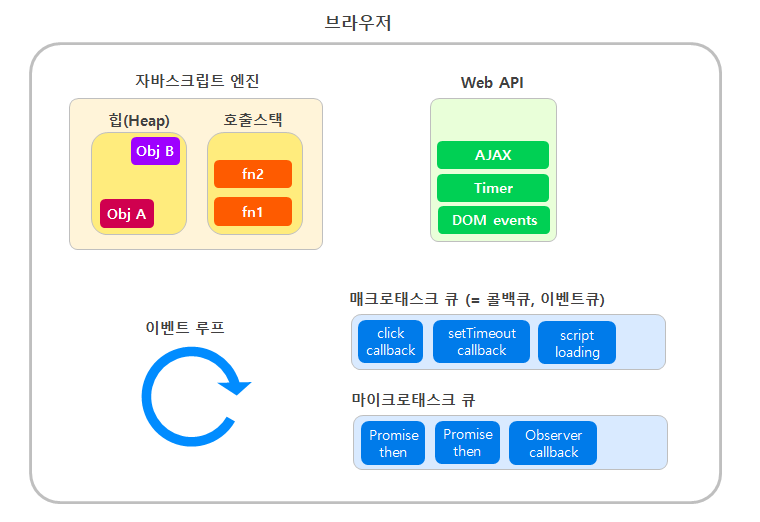 브라우저
자바스크립트 엔진
힙(Heap)
호출스택
Obj B
Obj A
fn2
fn1
Web API
AJAX
Timer
DOM events
이벤트 루프
매크로태스크 큐 (= 콜백큐, 이벤트큐)
click
callback
setTimeout
callback
script
loading
마이크로태스크 큐
Promise
then
Promise
then
Observer
callback